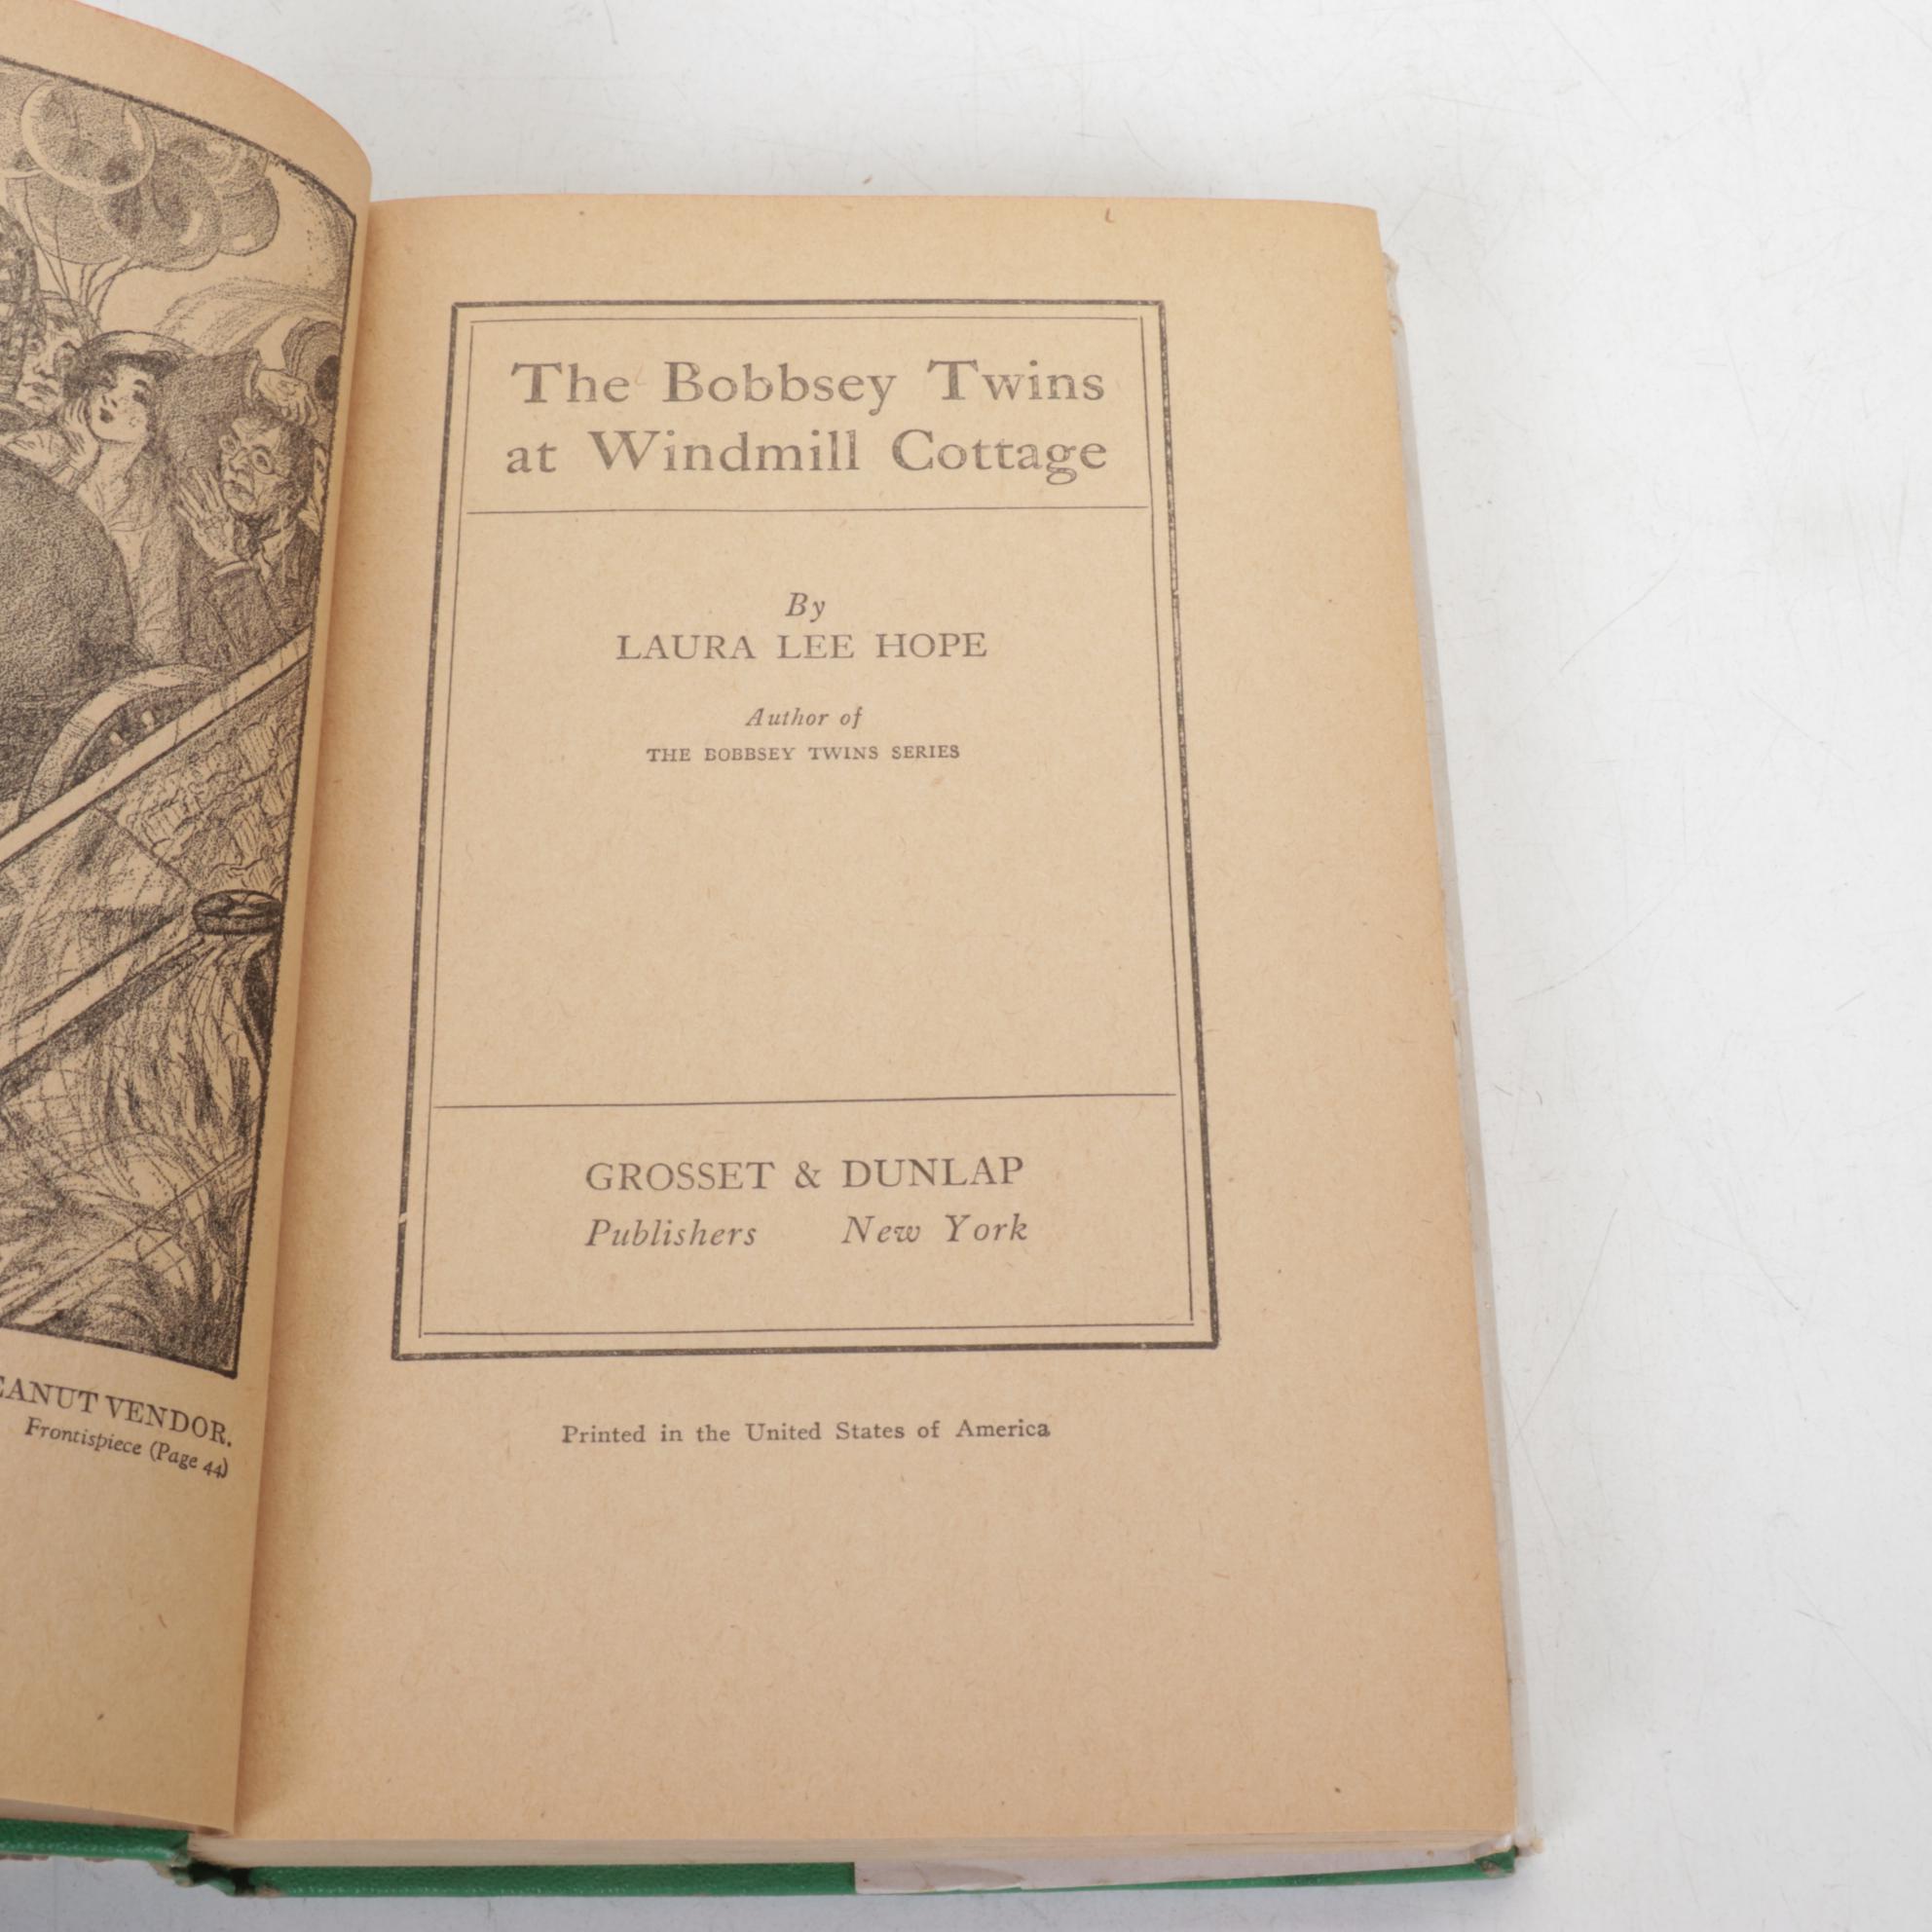 VENDOR.
Frontispiece (Page 44)
The Bobbsey Twins
at Windmill Cottage
By
LAURA LEE HOPE
Author of
THE BOBBSEY TWINS SERIES
GROSSET & DUNLAP
Publishers New York
Printed in the United States of America